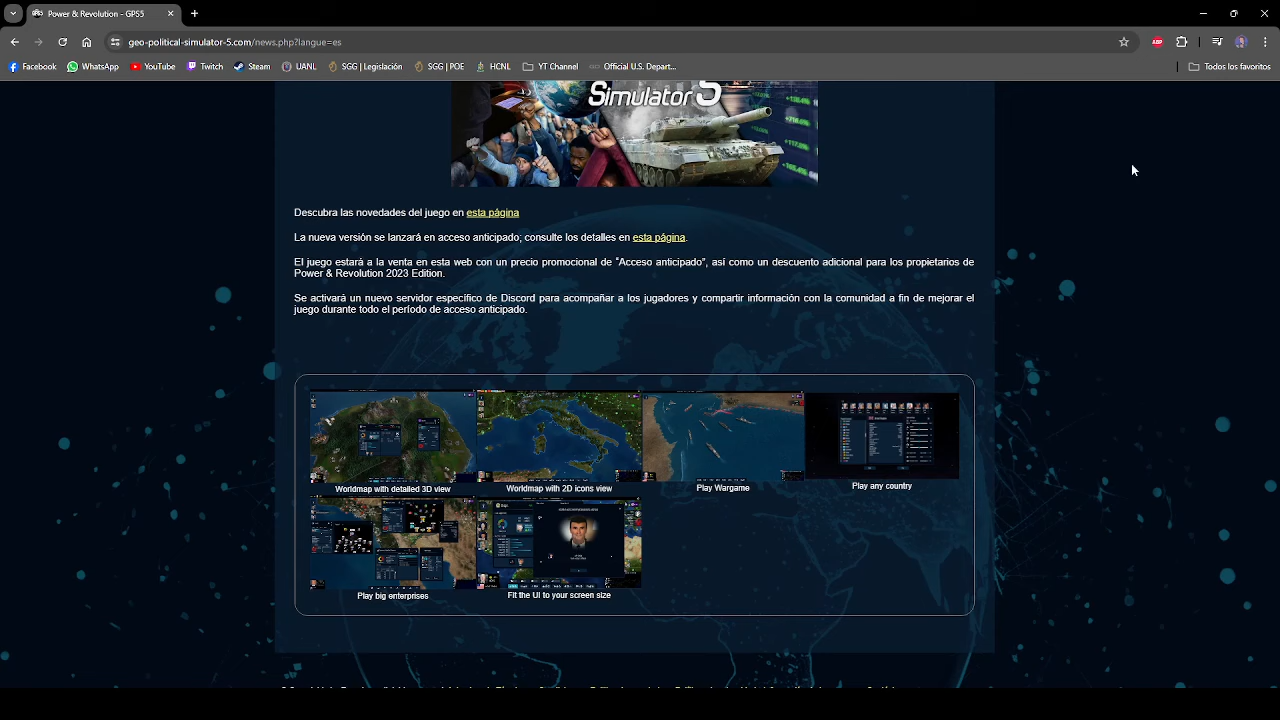 Power & Revolution - GPS5
geo-political-simulator-5.com/news.php?langue=es
ABP
Facebook
WhatsApp
YouTube
Twitch
Steam
UANL
SGG | Legislación
SGG | POE
HCNL
YT Channel
Official U.S. Depart...
Todos los favoritos
Simulator 5
Descubra las novedades del juego en esta página
La nueva versión se lanzará en acceso anticipado; consulte los detalles en esta página.
El juego estará a la venta en esta web con un precio promocional de "Acceso anticipado", así como un descuento adicional para los propietarios de
Power & Revolution 2023 Edition.
Se activará un nuevo servidor específico de Discord para acompañar a los jugadores y compartir información con la comunidad a fin de mejorar el
juego durante todo el período de acceso anticipado.
Worldmap with detailed 3D view
Worldmap with 2D icons view
Play Wargame
Play any country
Play big enterprises
Fit the UI to your screen size